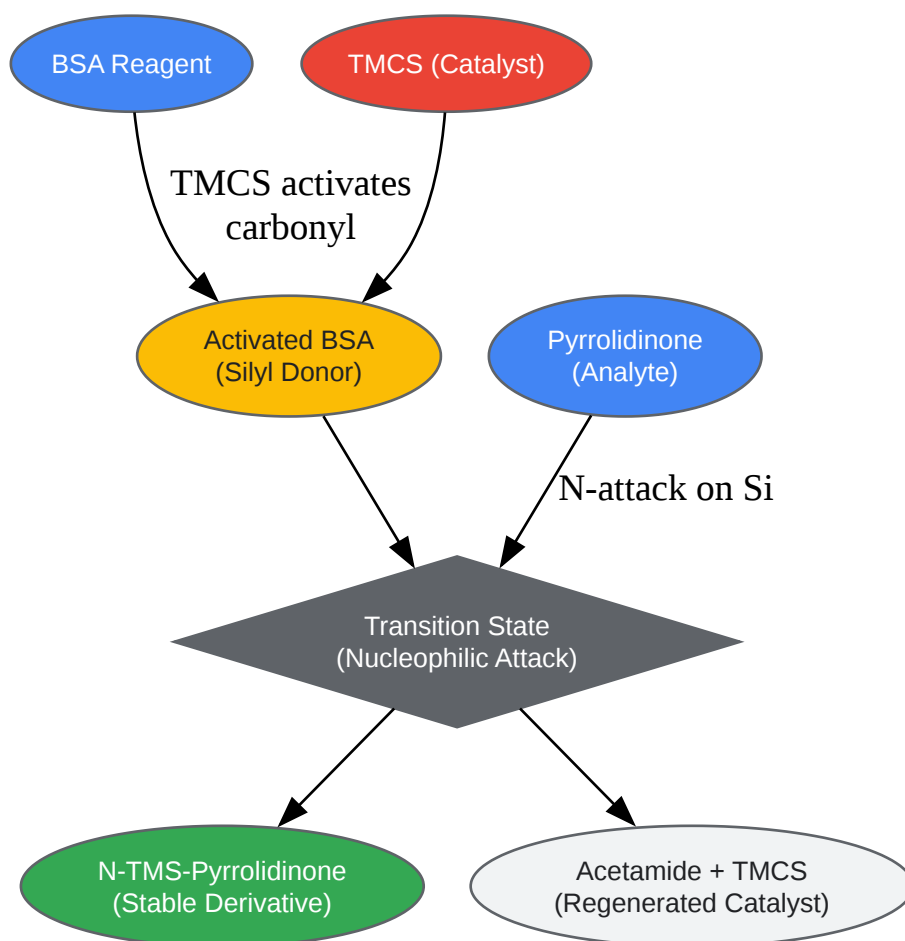 BSA Reagent
TMCS (Catalyst)
TMCS activates
carbonyl
Activated BSA
(Silyl Donor)
Pyrrolidinone
(Analyte)
N-attack on Si
Transition State
(Nucleophilic Attack)
N-TMS-Pyrrolidinone
(Stable Derivative)
Acetamide + TMCS
(Regenerated Catalyst)